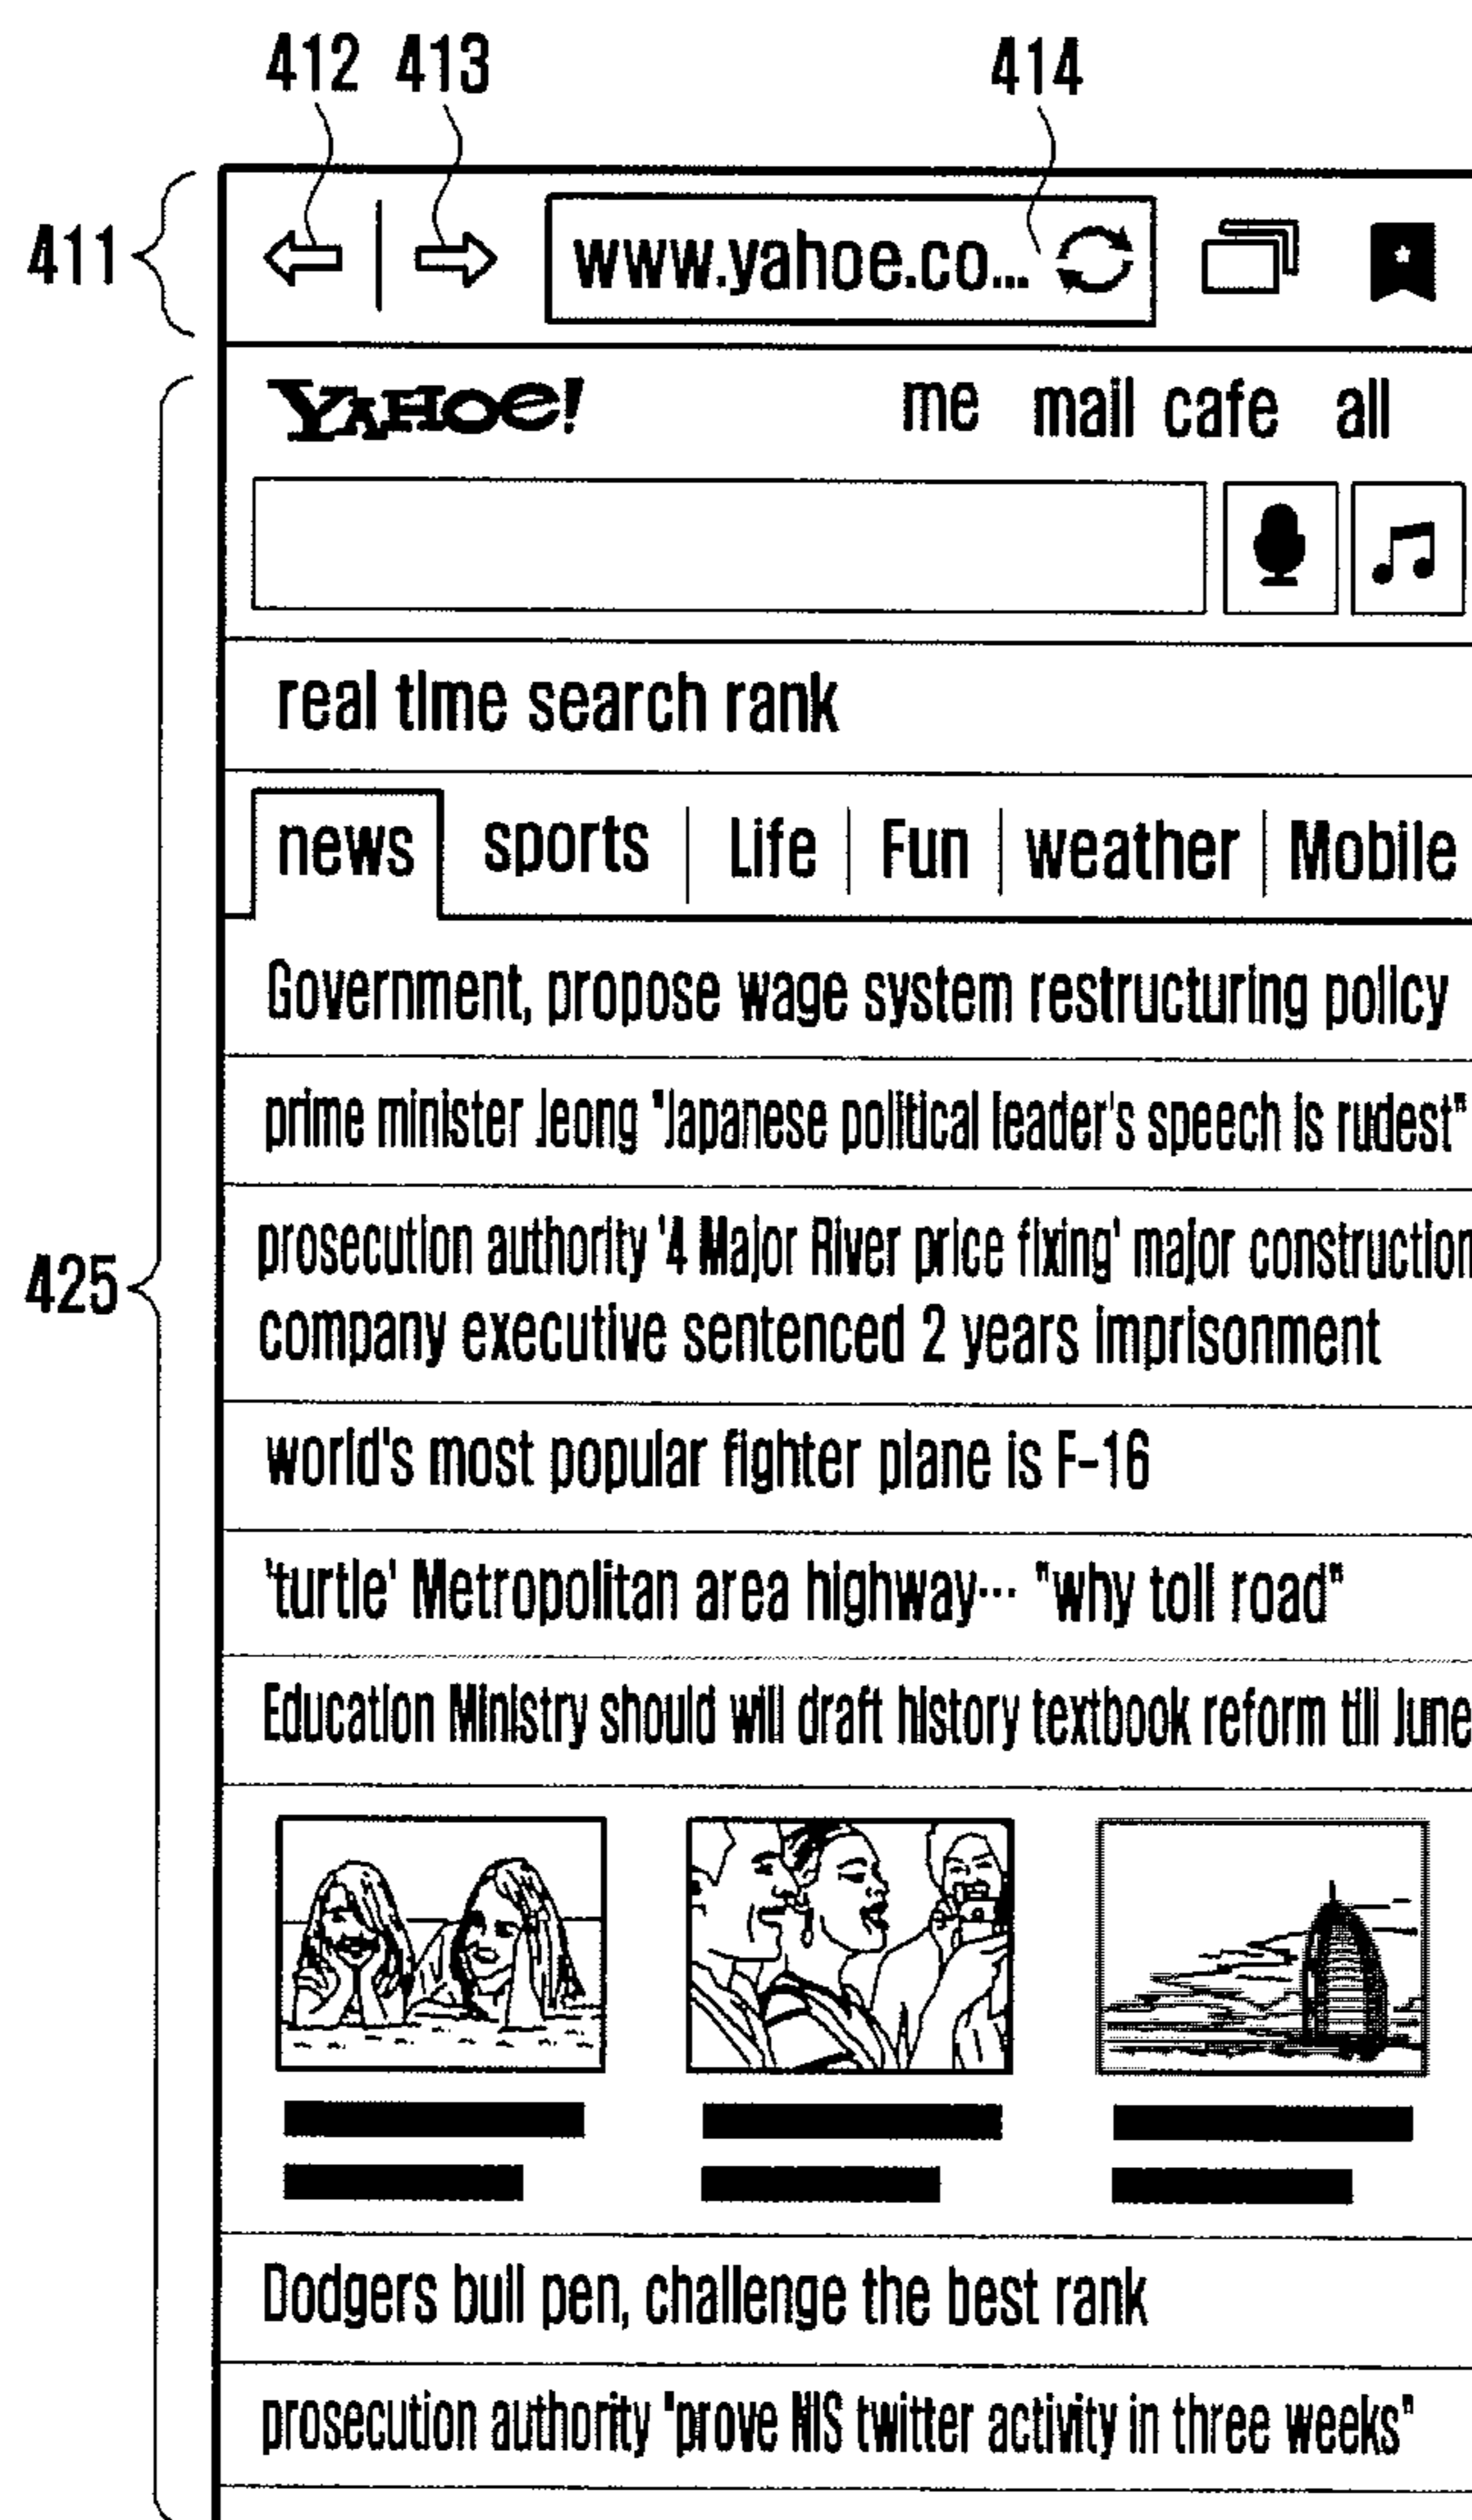 412 413 414
411
www.yahoe.co...
YAHOe! me mail cafe all
real time search rank
news sports Life Fun weather Mobile
Government, propose wage system restructuring policy
prime minister Jeong "Japanese political leader's speech is rudest"
prosecution authority '4 Major River price fixing' major construction
company executive sentenced 2 years imprisonment
425
world's most popular fighter plane is F-16
'turtle' Metropolitan area highway··· "why toll road"
Education Ministry should will draft history textbook reform till June
Dodgers bull pen, challenge the best rank
prosecution authority "prove NIS twitter activity in three weeks"